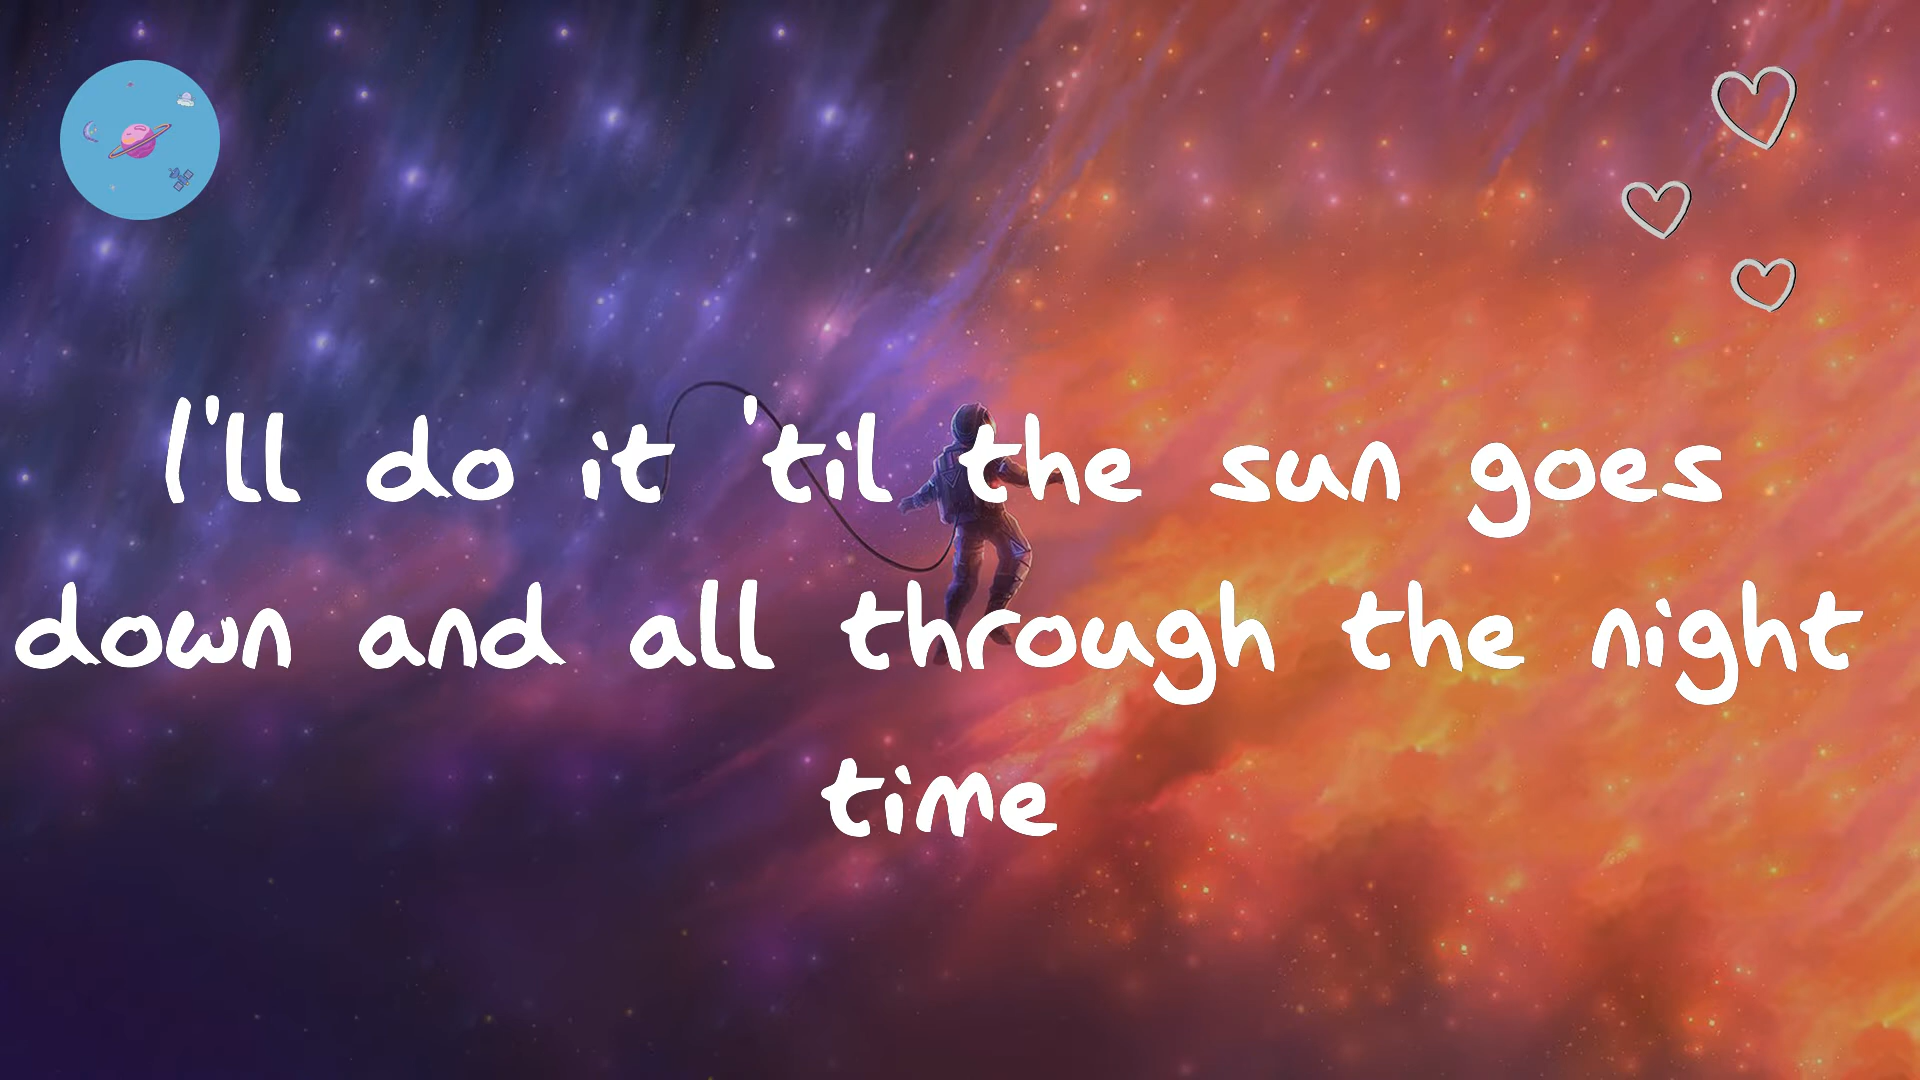 I'll do it 'til the sun goes
down and all through the night
time